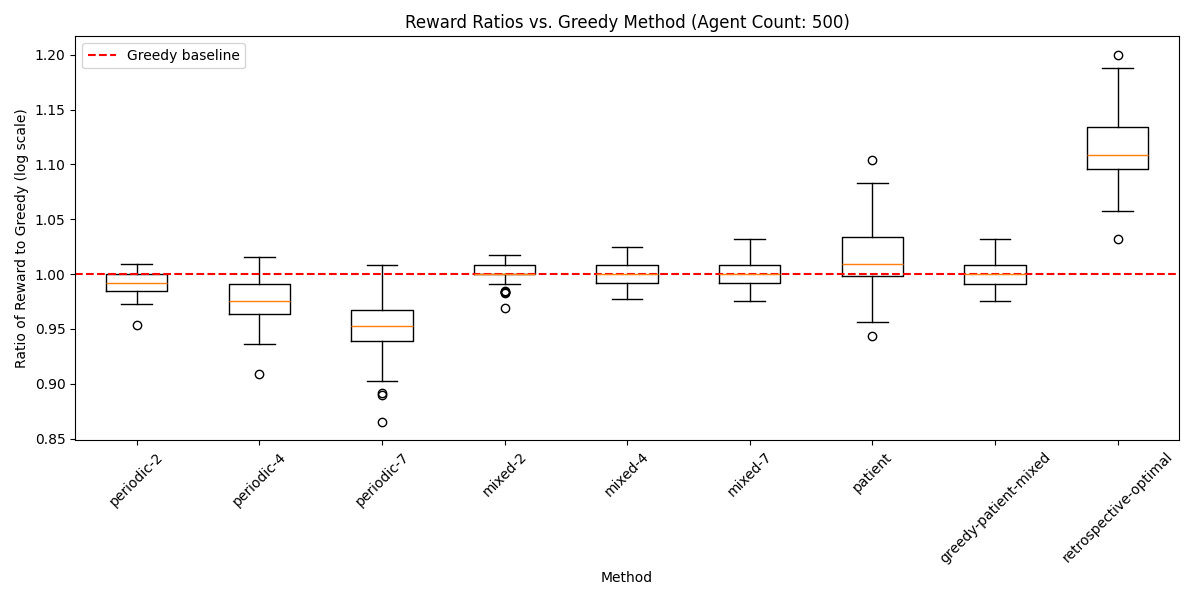 Reward Ratios vs. Greedy Method (Agent Count: 500)
Greedy baseline
Ratio of Reward to Greedy (log scale)
1.20
1.15
1.10
1.05
1.00
0.95
0.90
0.85
periodic-2
periodic-4
periodic-7
mixed-2
mixed-4
mixed-7
patient
greedy-patient-mixed
retrospective-optimal
Method